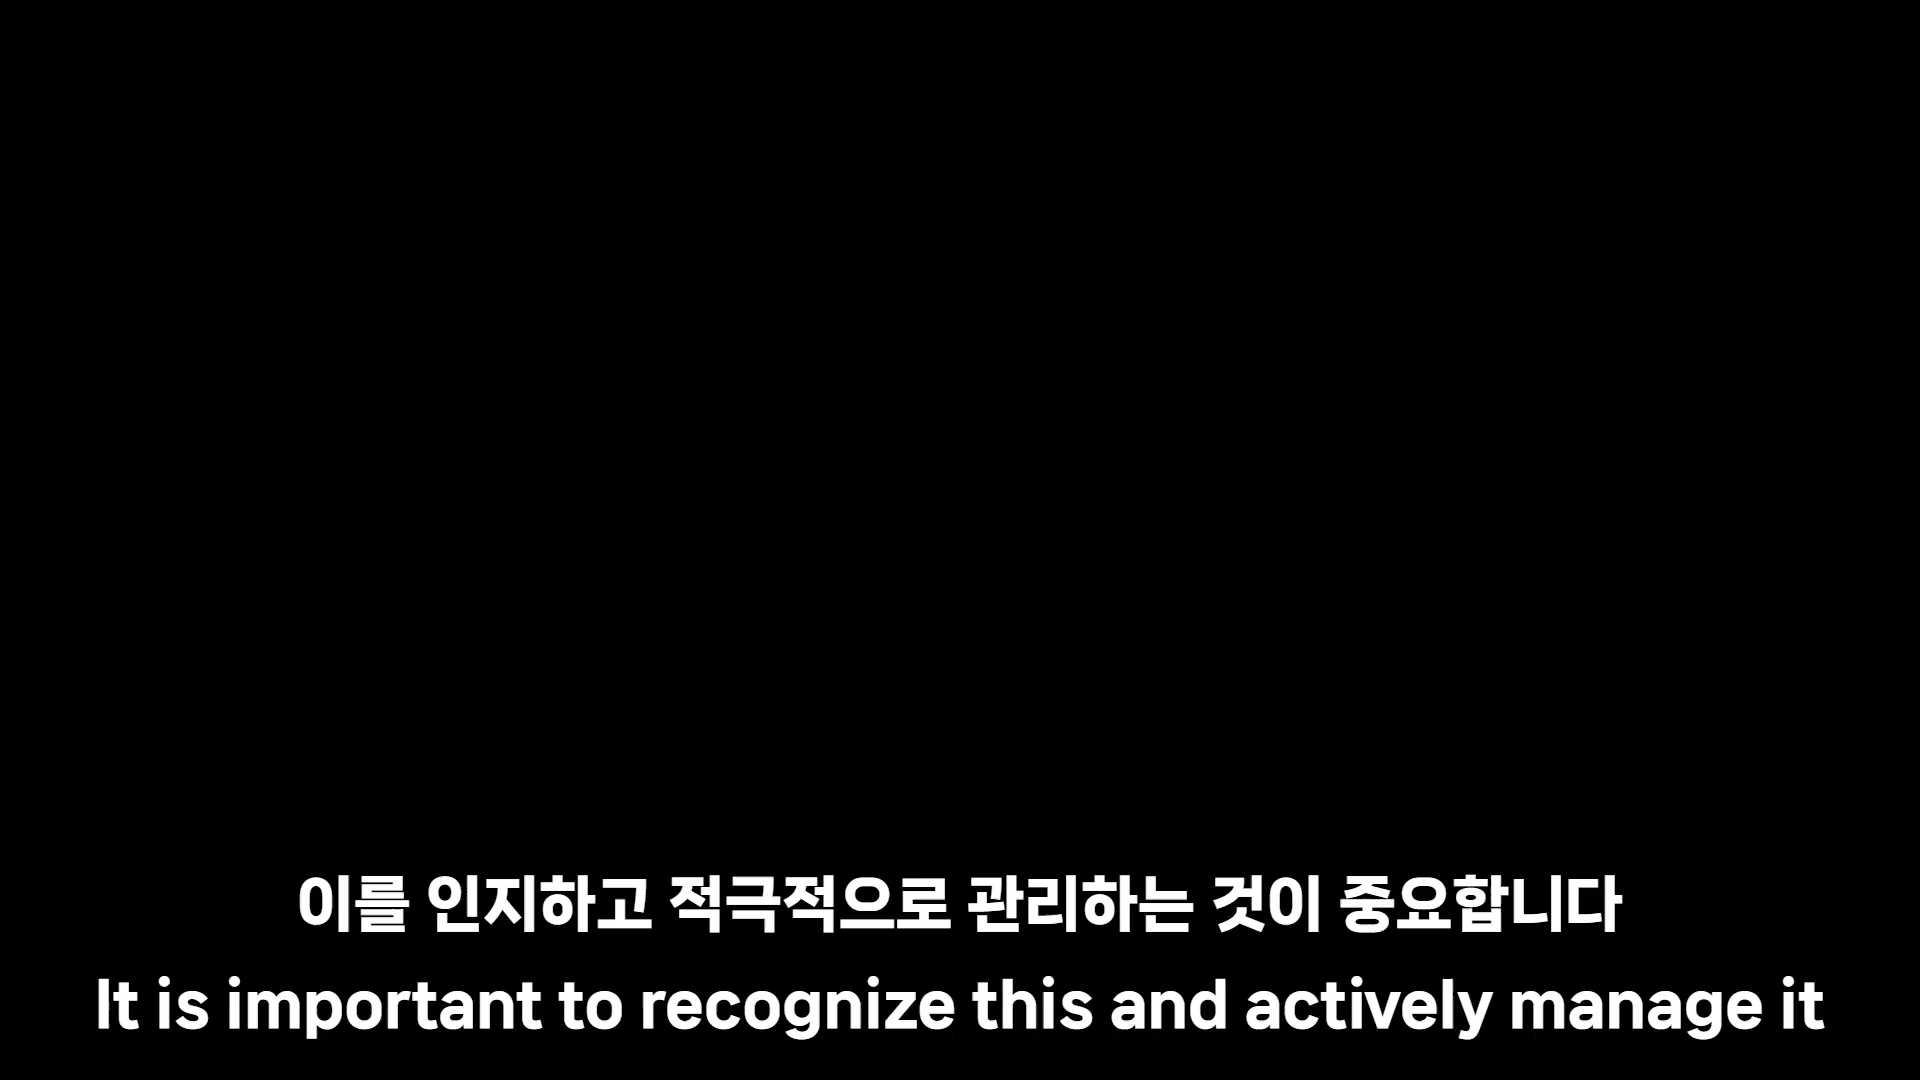 이를 인지하고 적극적으로 관리하는 것이 중요합니다
It is important to recognize this and actively manage it